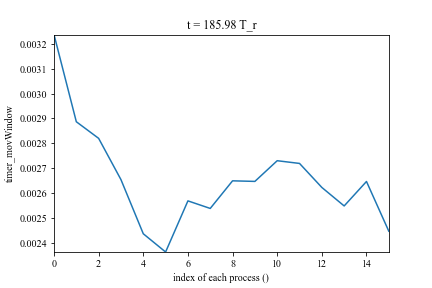 t = 185.98 T_r
timer_movWindow
0.0032
0.0031
0.0030
0.0029
0.0028
0.0027
0.0026
0.0025
0.0024
0 2 4 6 8 10 12 14
index of each process ()